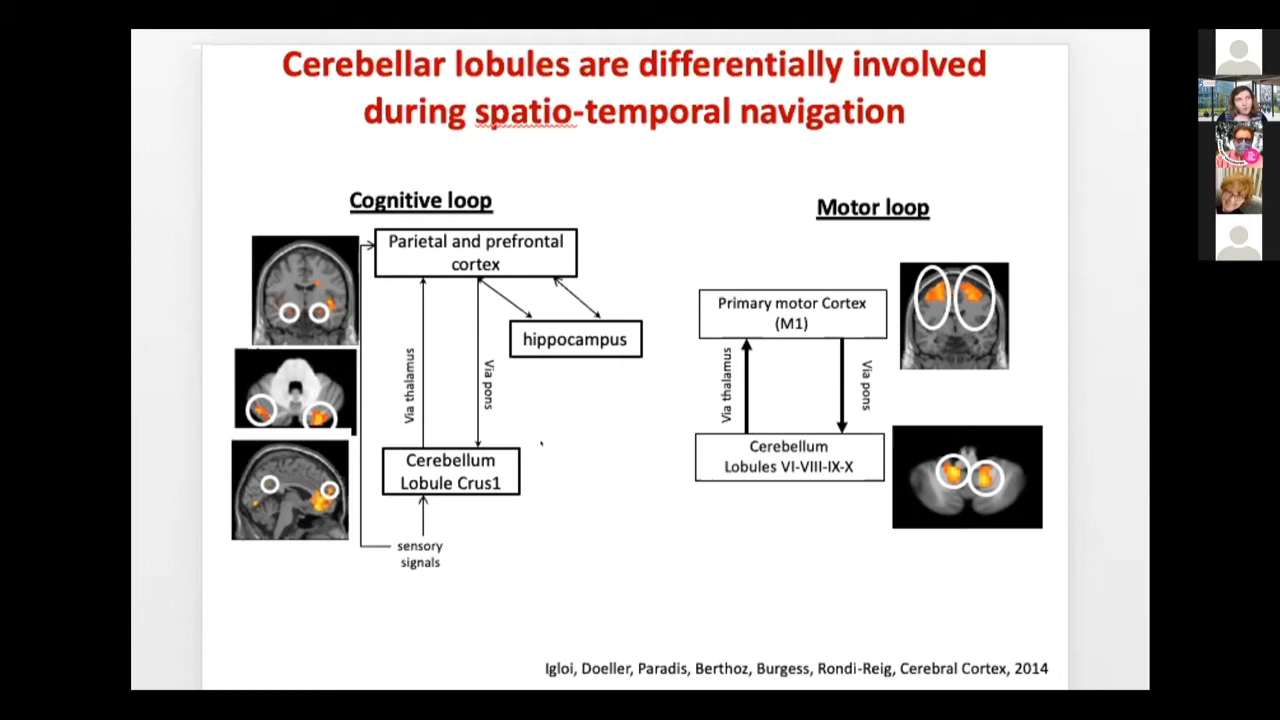 Cerebellar lobules are differentially involved
during spatio-temporal navigation
Cognitive loop
Parietal and prefrontal
cortex
hippocampus
Via thalamus
Via pons
Cerebellum
Lobule Crus1
sensory
signals
Motor loop
Primary motor Cortex
(M1)
Via thalamus
Via pons
Cerebellum
Lobules VI-VIII-IX-X
Igloi, Doeller, Paradis, Berthoz, Burgess, Rondi-Reig, Cerebral Cortex, 2014